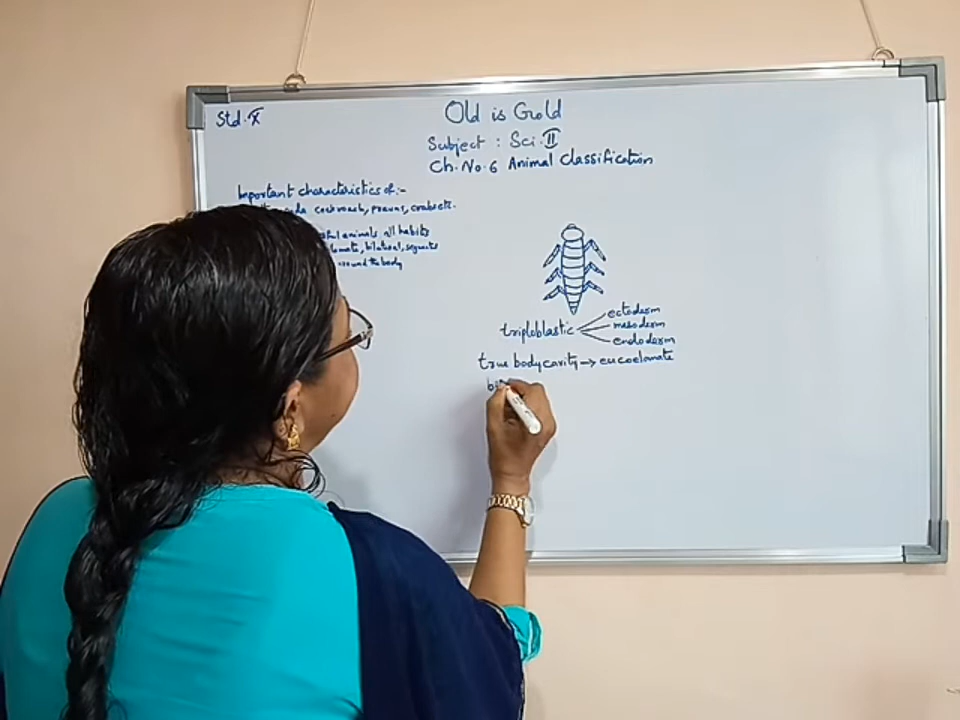 Std. X
Old is Gold
Subject : Sci. II
Ch. No. 6 Animal Classification
Important characteristics of :-
cockroach, prawns, crabs etc.
animals, all habits
bilateral, segments
around the body
triploblastic
ectoderm
mesoderm
endoderm
true body cavity → eucoelomate